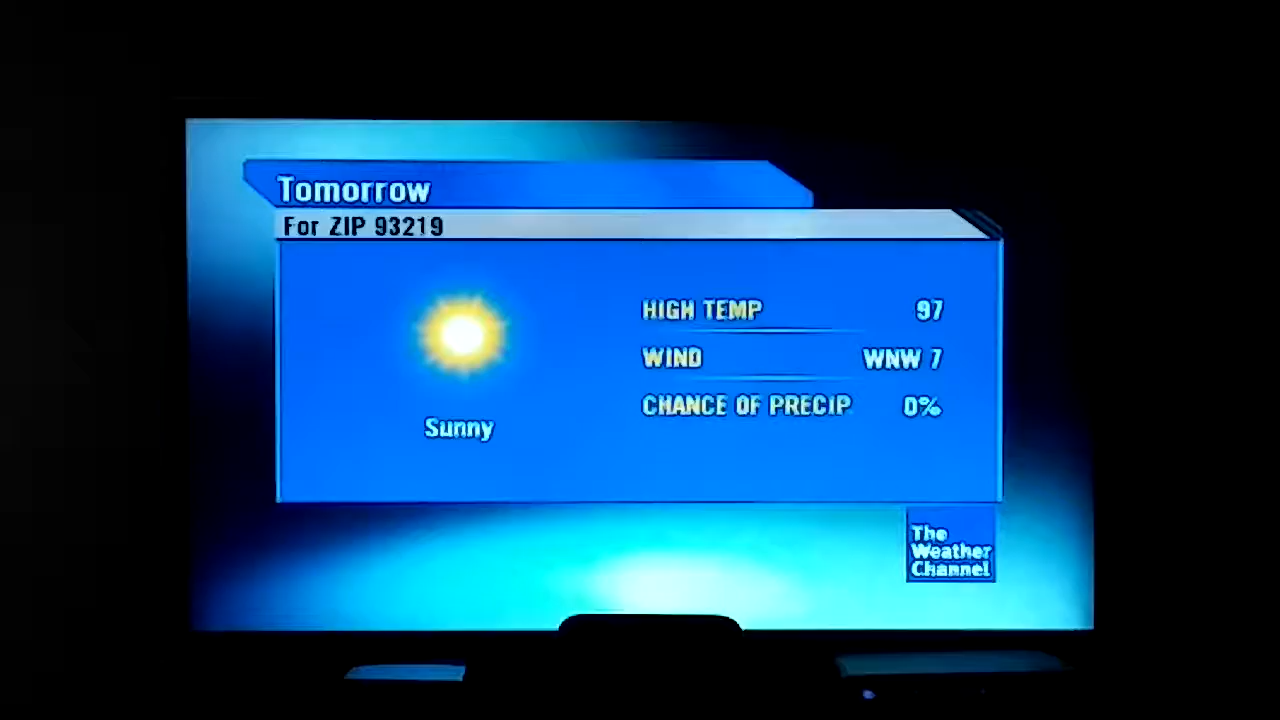 Tomorrow
For ZIP 93219
HIGH TEMP 97
WIND WNW 7
CHANCE OF PRECIP 0%
Sunny
The
Weather
Channel